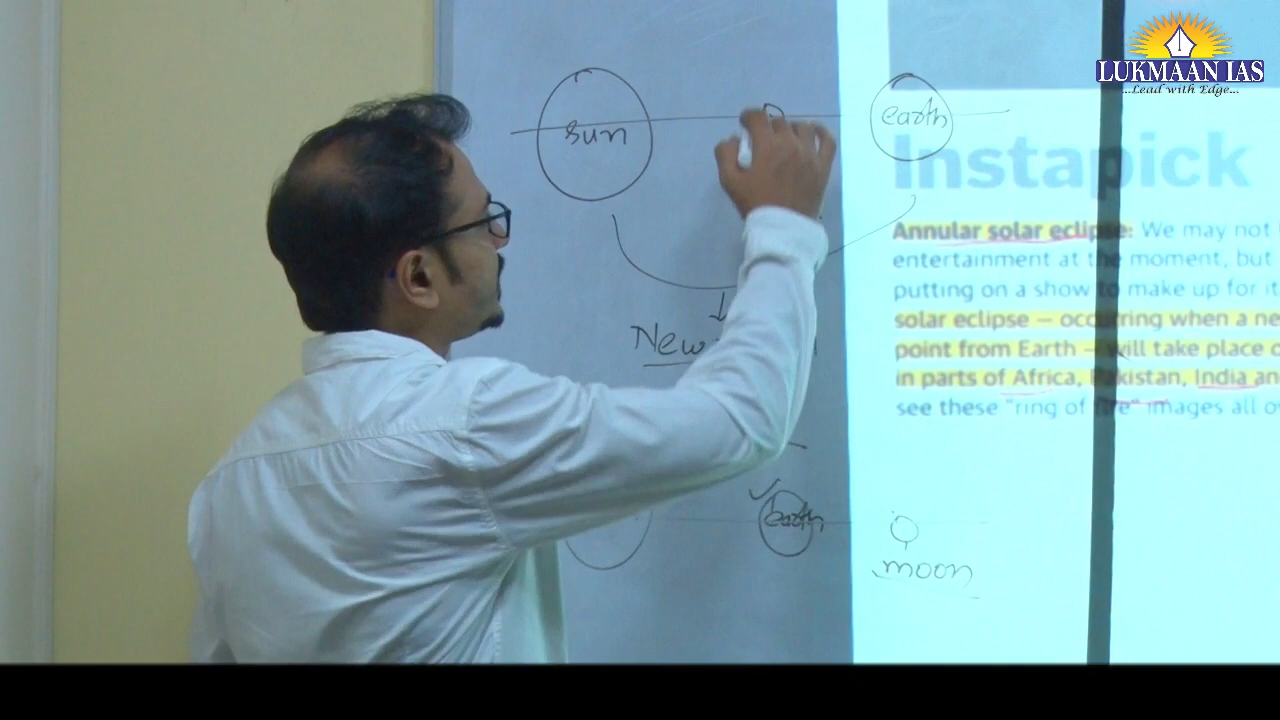 LUKMAAN IAS
...Lead with Edge...
sun
earth
Instapick
Annular solar eclipse: We may not
entertainment at the moment, but
putting on a show to make up for it.
solar eclipse – occurring when a ne
point from Earth – will take place o
in parts of Africa, Pakistan, India an
see these "ring of fire" images all o
New
earth
moon